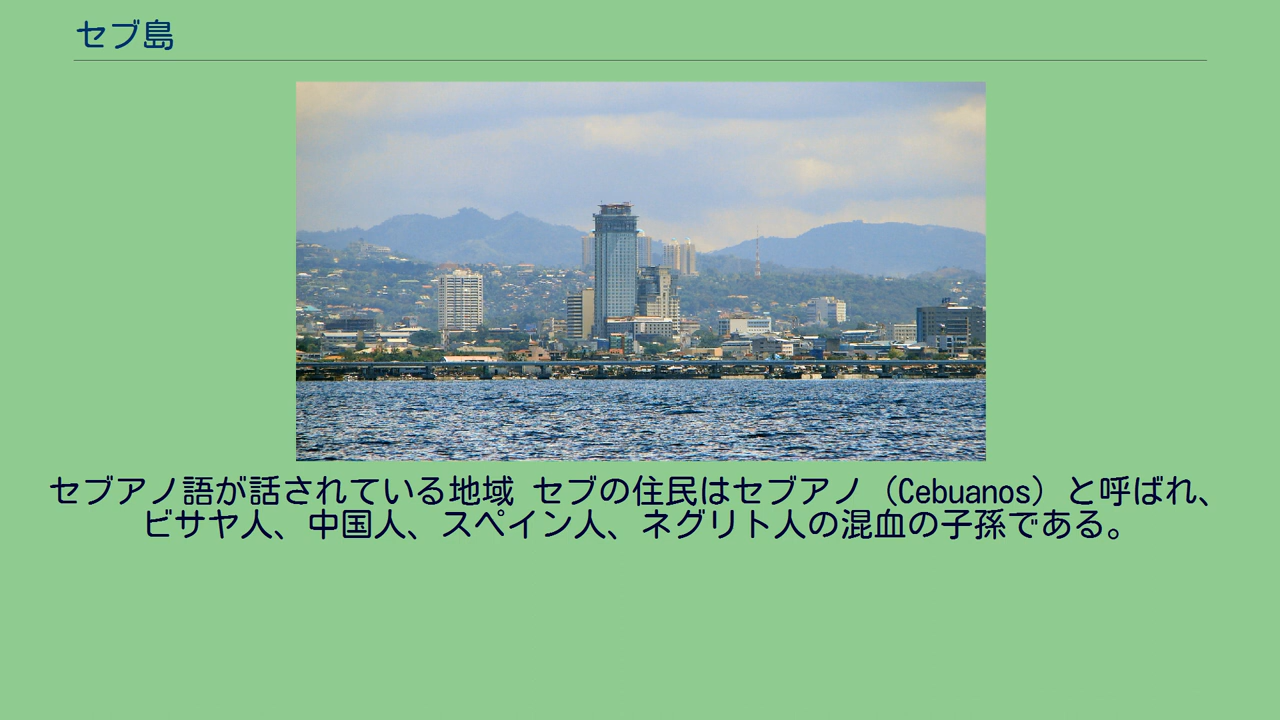 セブ島
セブアノ語が話されている地域 セブの住民はセブアノ（Cebuanos）と呼ばれ、
ビサヤ人、中国人、スペイン人、ネグリト人の混血の子孫である。